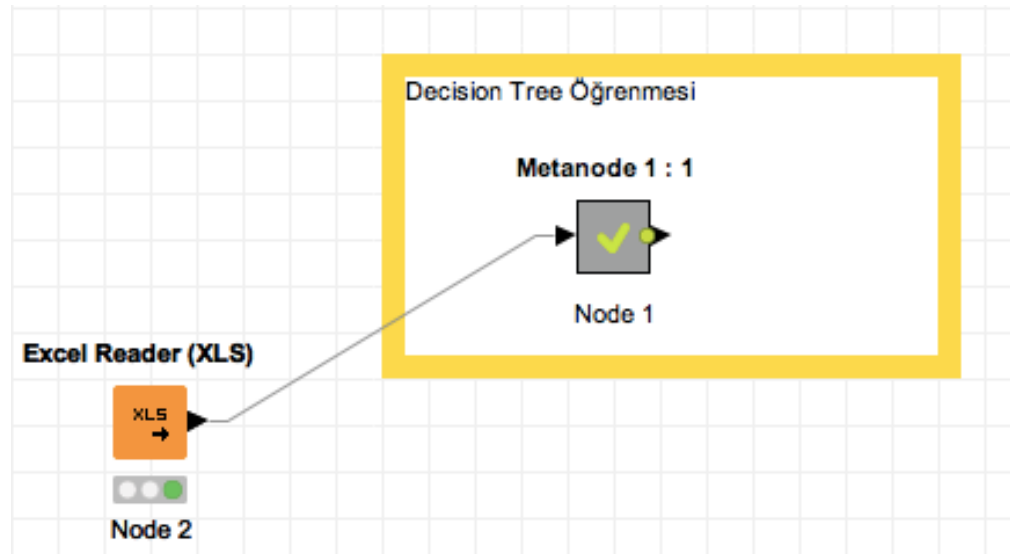 Decision Tree Öğrenmesi
Metanode 1 : 1
Node 1
Excel Reader (XLS)
XLS
Node 2